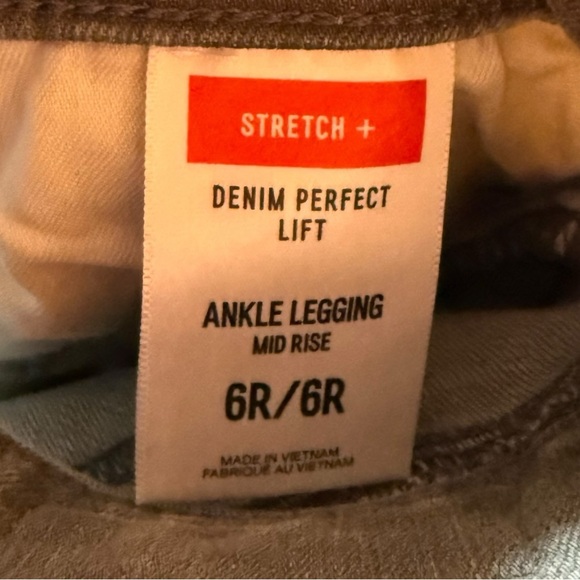 STRETCH +
DENIM PERFECT
LIFT
ANKLE LEGGING
MID RISE
6R/6R
MADE IN VIETNAM
FABRIQUÉ AU VIETNAM